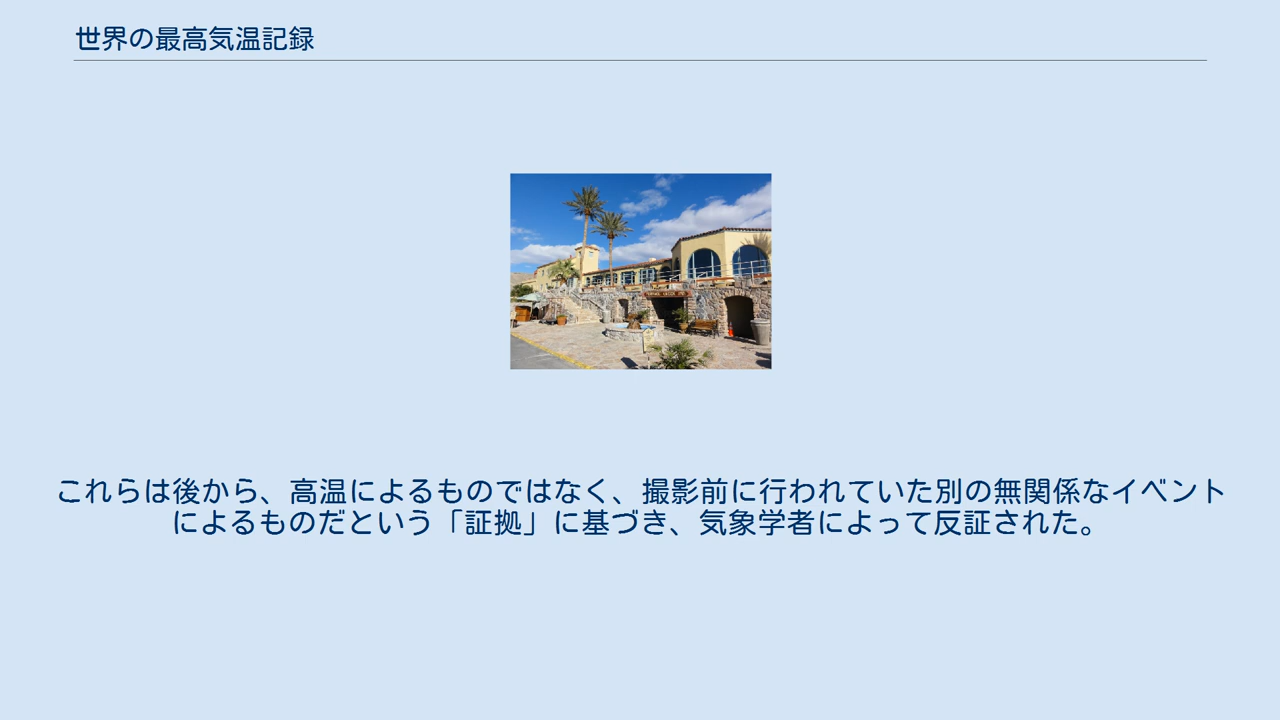 世界の最高気温記録
これらは後から、高温によるものではなく、撮影前に行われていた別の無関係なイベント
によるものだという「証拠」に基づき、気象学者によって反証された。